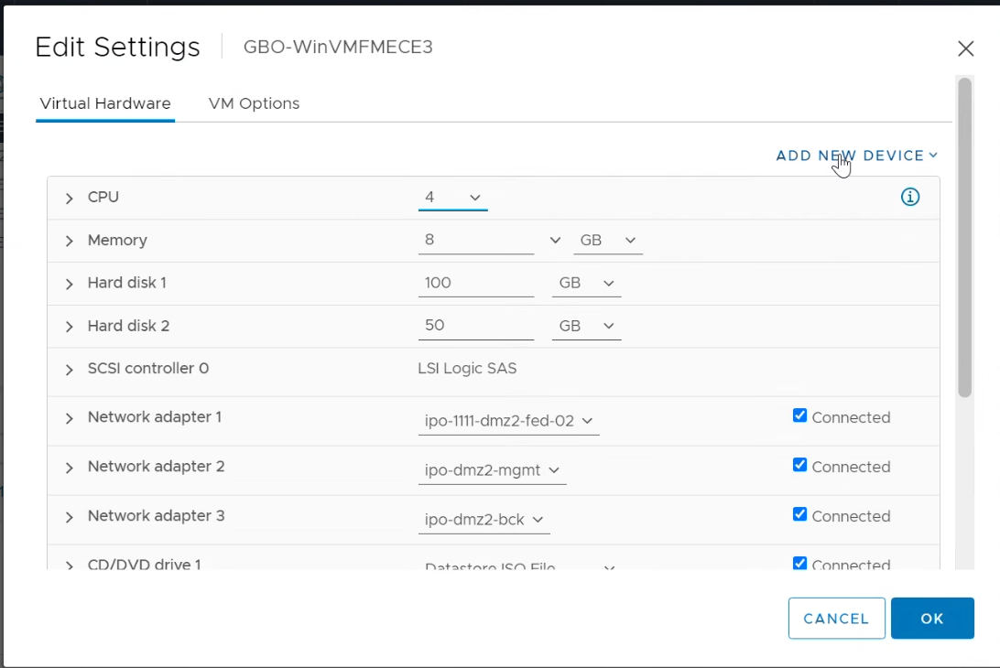 Edit Settings GBO-WinVMFMECE3
Virtual Hardware VM Options
ADD NEW DEVICE
CPU 4
Memory 8 GB
Hard disk 1 100 GB
Hard disk 2 50 GB
SCSI controller 0 LSI Logic SAS
Network adapter 1 ipo-1111-dmz2-fed-02 Connected
Network adapter 2 ipo-dmz2-mgmt Connected
Network adapter 3 ipo-dmz2-bck Connected
CD/DVD drive 1 Datastore ISO File Connected
CANCEL OK